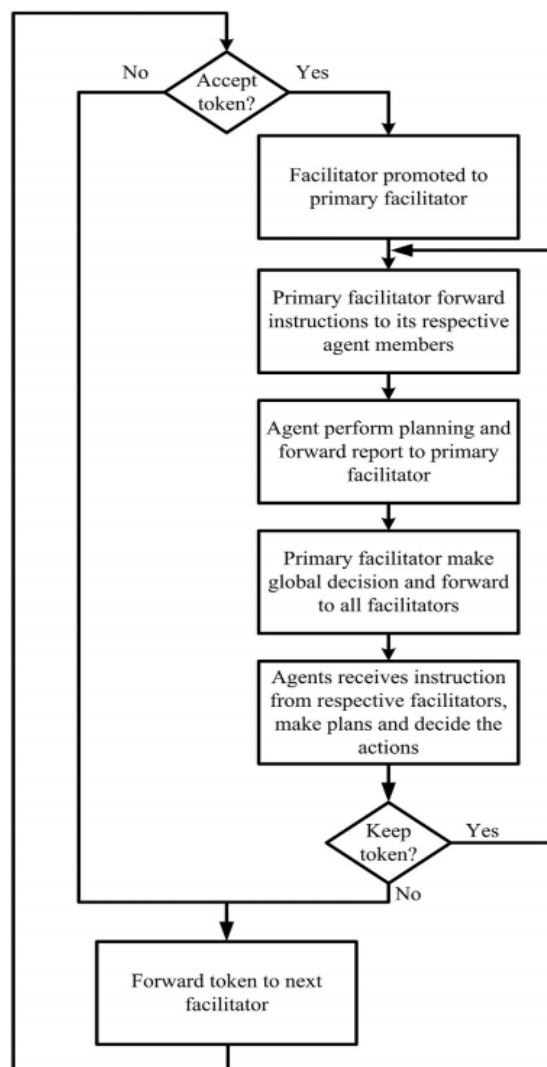 No
Yes
Accept
token?
Facilitator promoted to
primary facilitator
Primary facilitator forward
instructions to its respective
agent members
Agent perform planning and
forward report to primary
facilitator
Primary facilitator make
global decision and forward
to all facilitators
Agents receives instruction
from respective facilitators,
make plans and decide the
actions
Keep
token?
Yes
No
Forward token to next
facilitator